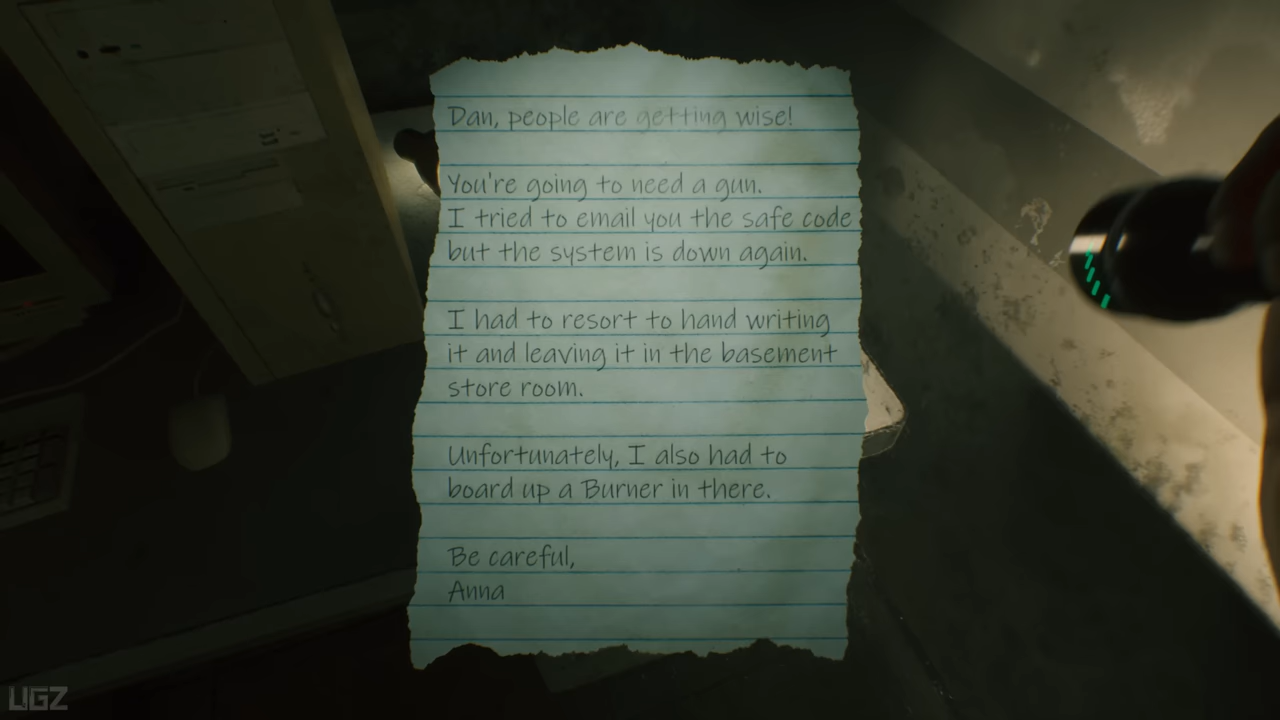 Dan, people are getting wise!
You're going to need a gun.
I tried to email you the safe code
but the system is down again.
I had to resort to hand writing
it and leaving it in the basement
store room.
Unfortunately, I also had to
board up a Burner in there.
Be careful,
Anna
UGZ